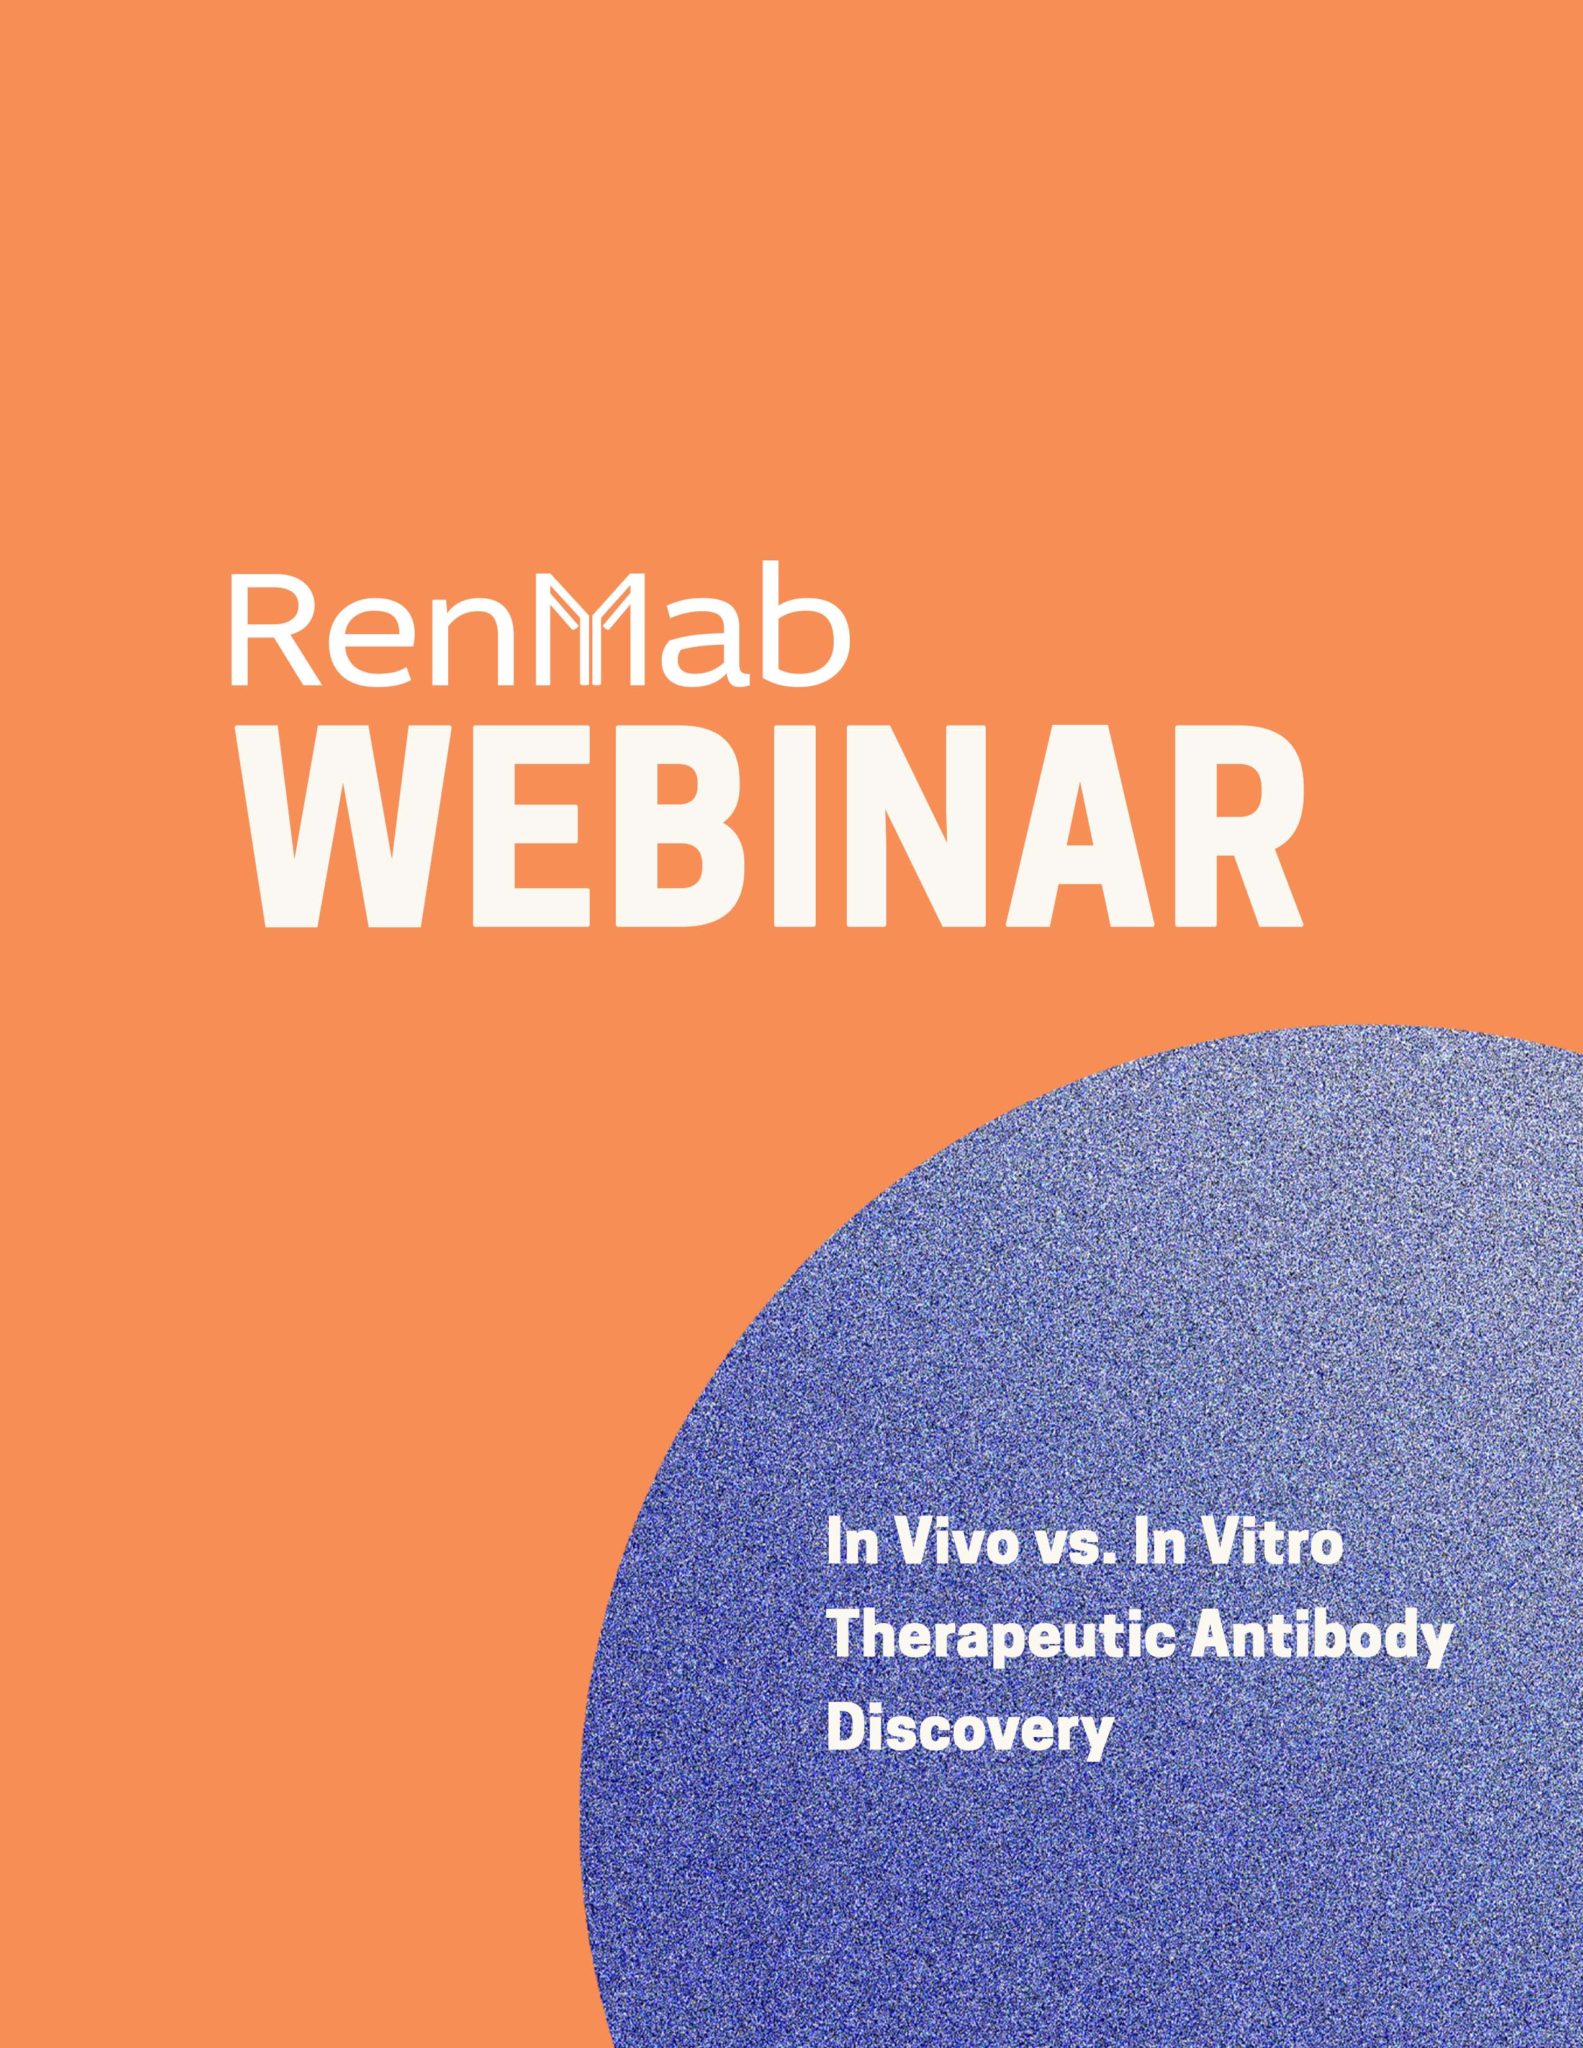 RenMab
WEBINAR
In Vivo vs. In Vitro
Therapeutic Antibody
Discovery